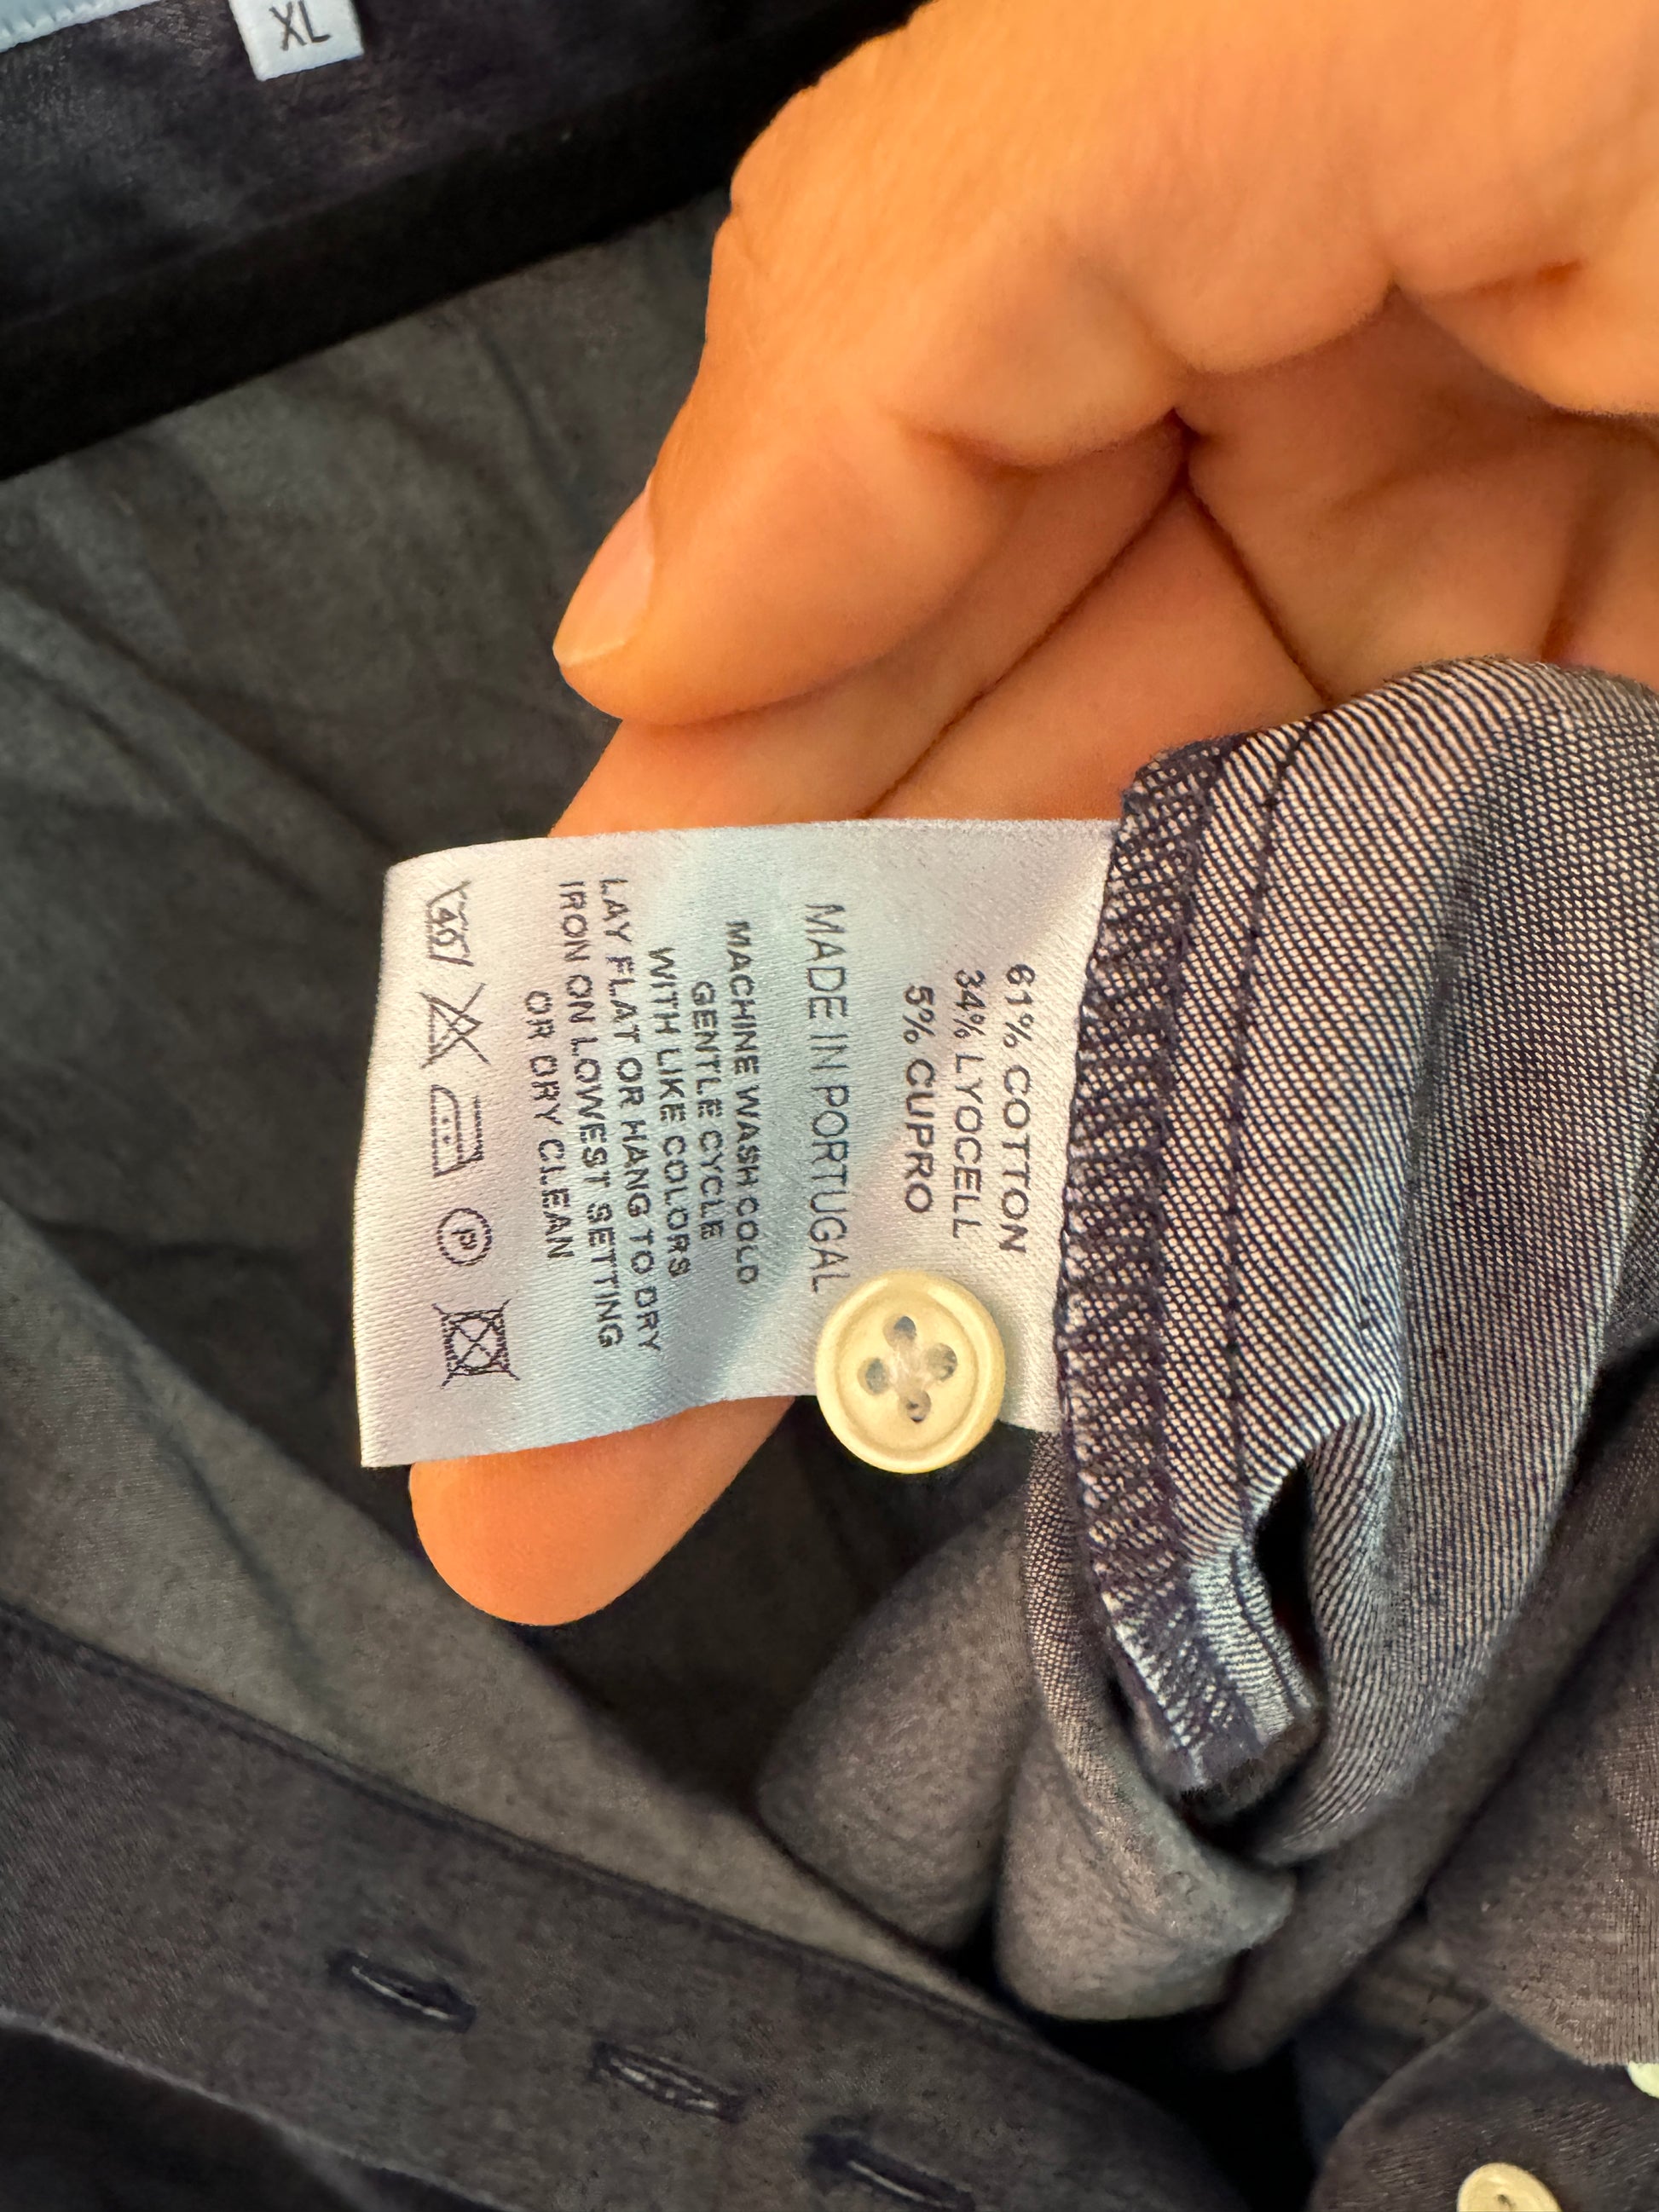 XL
61% COTTON
34% LYOCELL
5% CUPRO
MADE IN PORTUGAL
MACHINE WASH COLD
GENTLE CYCLE
WITH LIKE COLORS
LAY FLAT OR HANG TO DRY
IRON ON LOWEST SETTING
OR DRY CLEAN
40 P